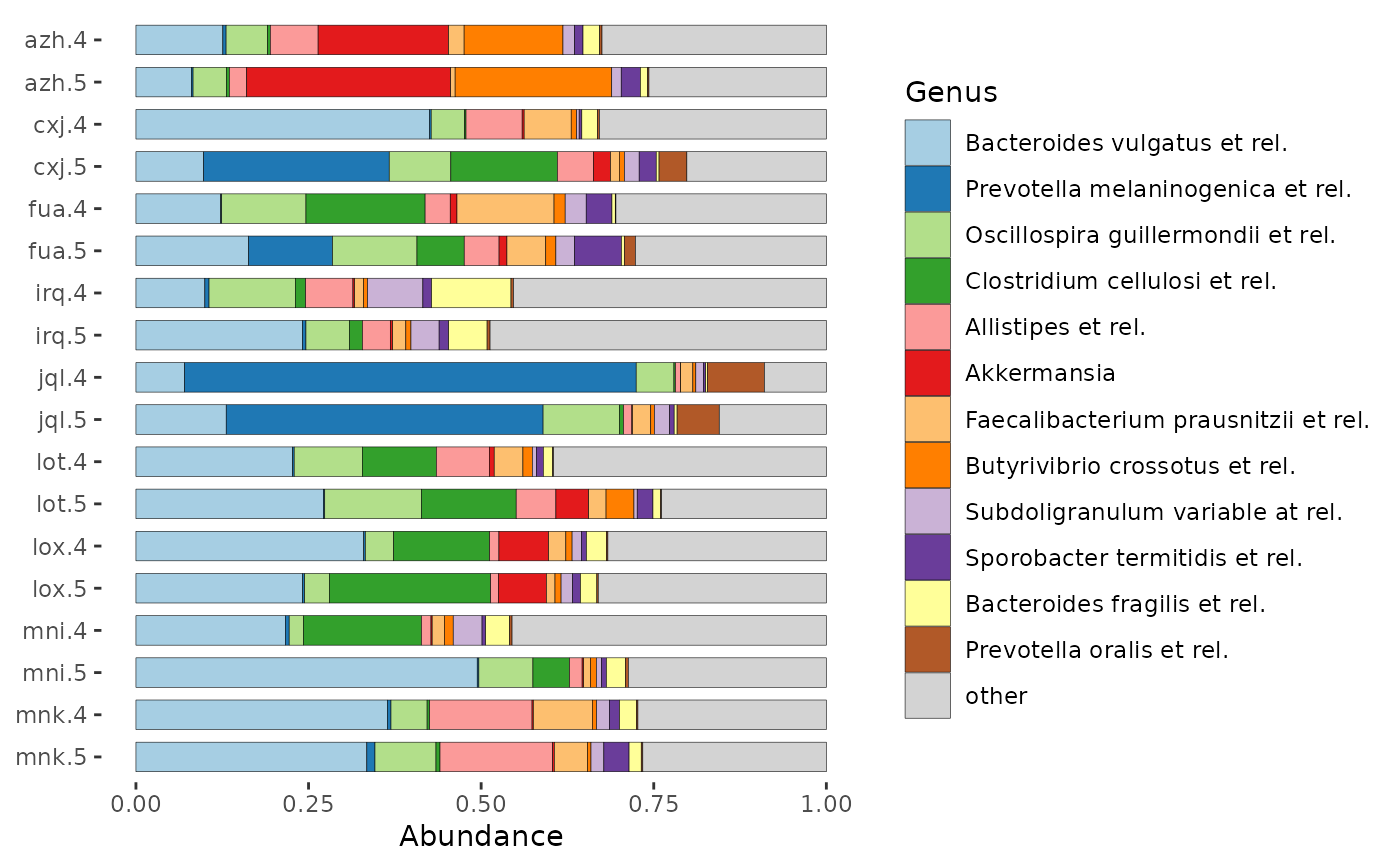 azh.4
azh.5
cxj.4
cxj.5
fua.4
fua.5
irq.4
irq.5
jql.4
jql.5
lot.4
lot.5
lox.4
lox.5
mni.4
mni.5
mnk.4
mnk.5
0.00 0.25 0.50 0.75 1.00
Abundance
Genus
Bacteroides vulgatus et rel.
Prevotella melaninogenica et rel.
Oscillospira guillermondii et rel.
Clostridium cellulosi et rel.
Allistipes et rel.
Akkermansia
Faecalibacterium prausnitzii et rel.
Butyrivibrio crossotus et rel.
Subdoligranulum variable at rel.
Sporobacter termitidis et rel.
Bacteroides fragilis et rel.
Prevotella oralis et rel.
other